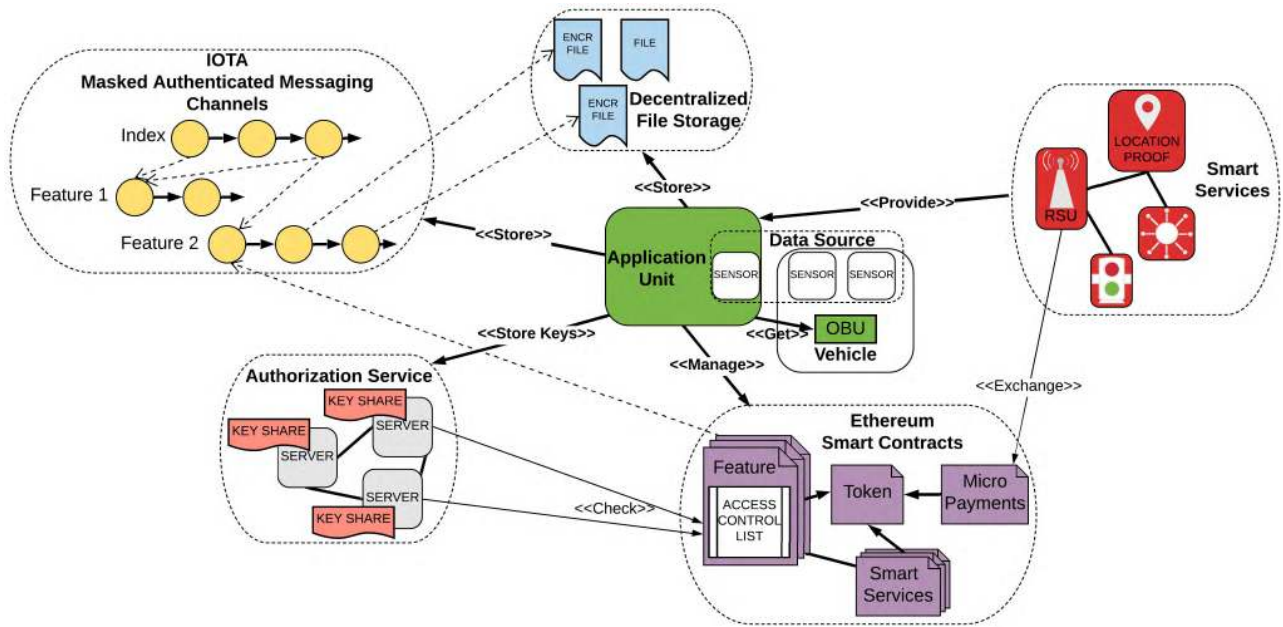 IOTA
Masked Authenticated Messaging
Channels
Index
Feature 1
Feature 2
ENCR
FILE
FILE
ENCR
FILE
Decentralized
File Storage
LOCATION
PROOF
RSU
Smart
Services
<<Store>>
<<Provide>>
<<Store>>
Application
Unit
Data Source
SENSOR
SENSOR
SENSOR
<<Get>>
OBU
Vehicle
<<Store Keys>>
<<Manage>>
<<Exchange>>
Authorization Service
KEY SHARE
SERVER
KEY SHARE
SERVER
SERVER
KEY SHARE
<<Check>>
Ethereum
Smart Contracts
Feature
ACCESS
CONTROL
LIST
Token
Micro
Payments
Smart
Services